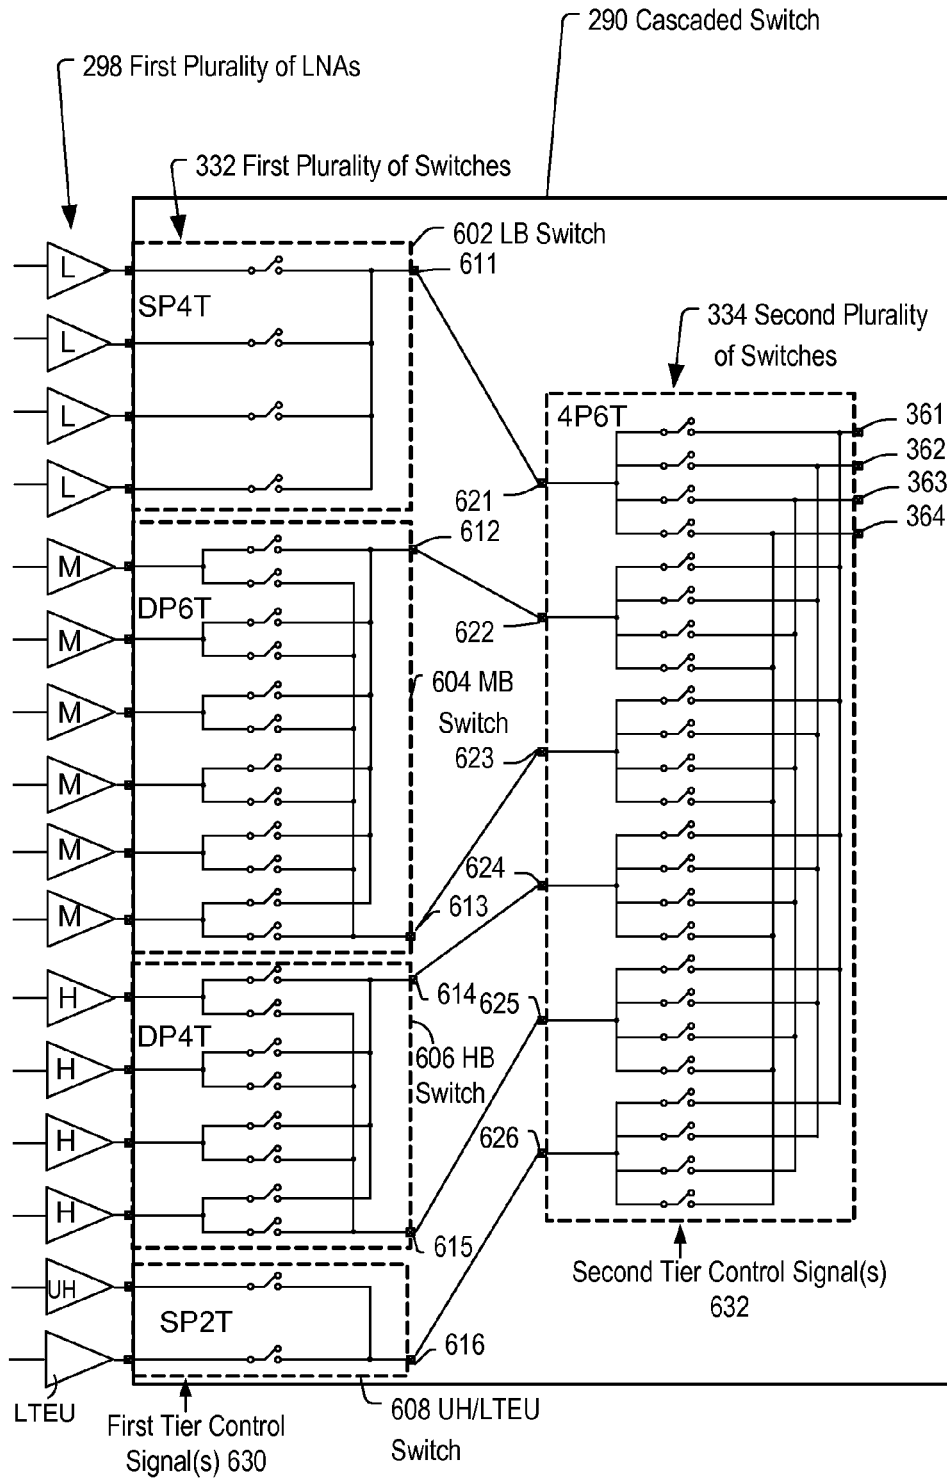 290 Cascaded Switch
298 First Plurality of LNAs
332 First Plurality of Switches
602 LB Switch
611
L
SP4T
L
334 Second Plurality
of Switches
L
4P6T
361
362
363
364
L
621
612
M
DP6T
622
M
604 MB
Switch
M
623
M
M
624
M
613
H
614
625
DP4T
606 HB
Switch
H
H
626
H
615
Second Tier Control Signal(s)
632
UH
SP2T
616
LTEU
First Tier Control
Signal(s) 630
608 UH/LTEU
Switch